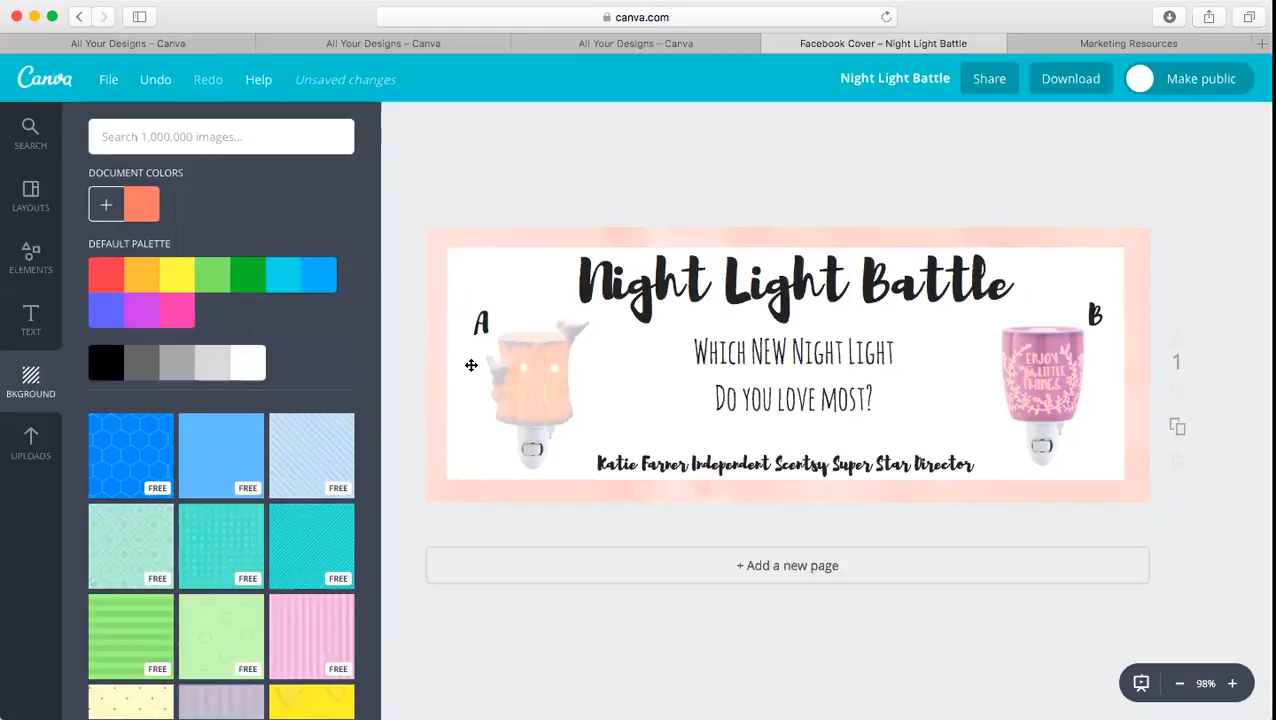 canva.com
All Your Designs – Canva
All Your Designs – Canva
All Your Designs – Canva
Facebook Cover – Night Light Battle
Marketing Resources
Canva
File
Undo
Redo
Help
Unsaved changes
Night Light Battle
Share
Download
Make public
SEARCH
LAYOUTS
ELEMENTS
TEXT
BKGROUND
UPLOADS
Search 1,000,000 images...
DOCUMENT COLORS
DEFAULT PALETTE
FREE
FREE
FREE
FREE
FREE
FREE
FREE
FREE
FREE
Night Light Battle
A
B
Which NEW Night Light
Do you love most?
ENJOY
the LITTLE
THINGS
Katie Farner Independent Scentsy Super Star Director
1
+ Add a new page
98%